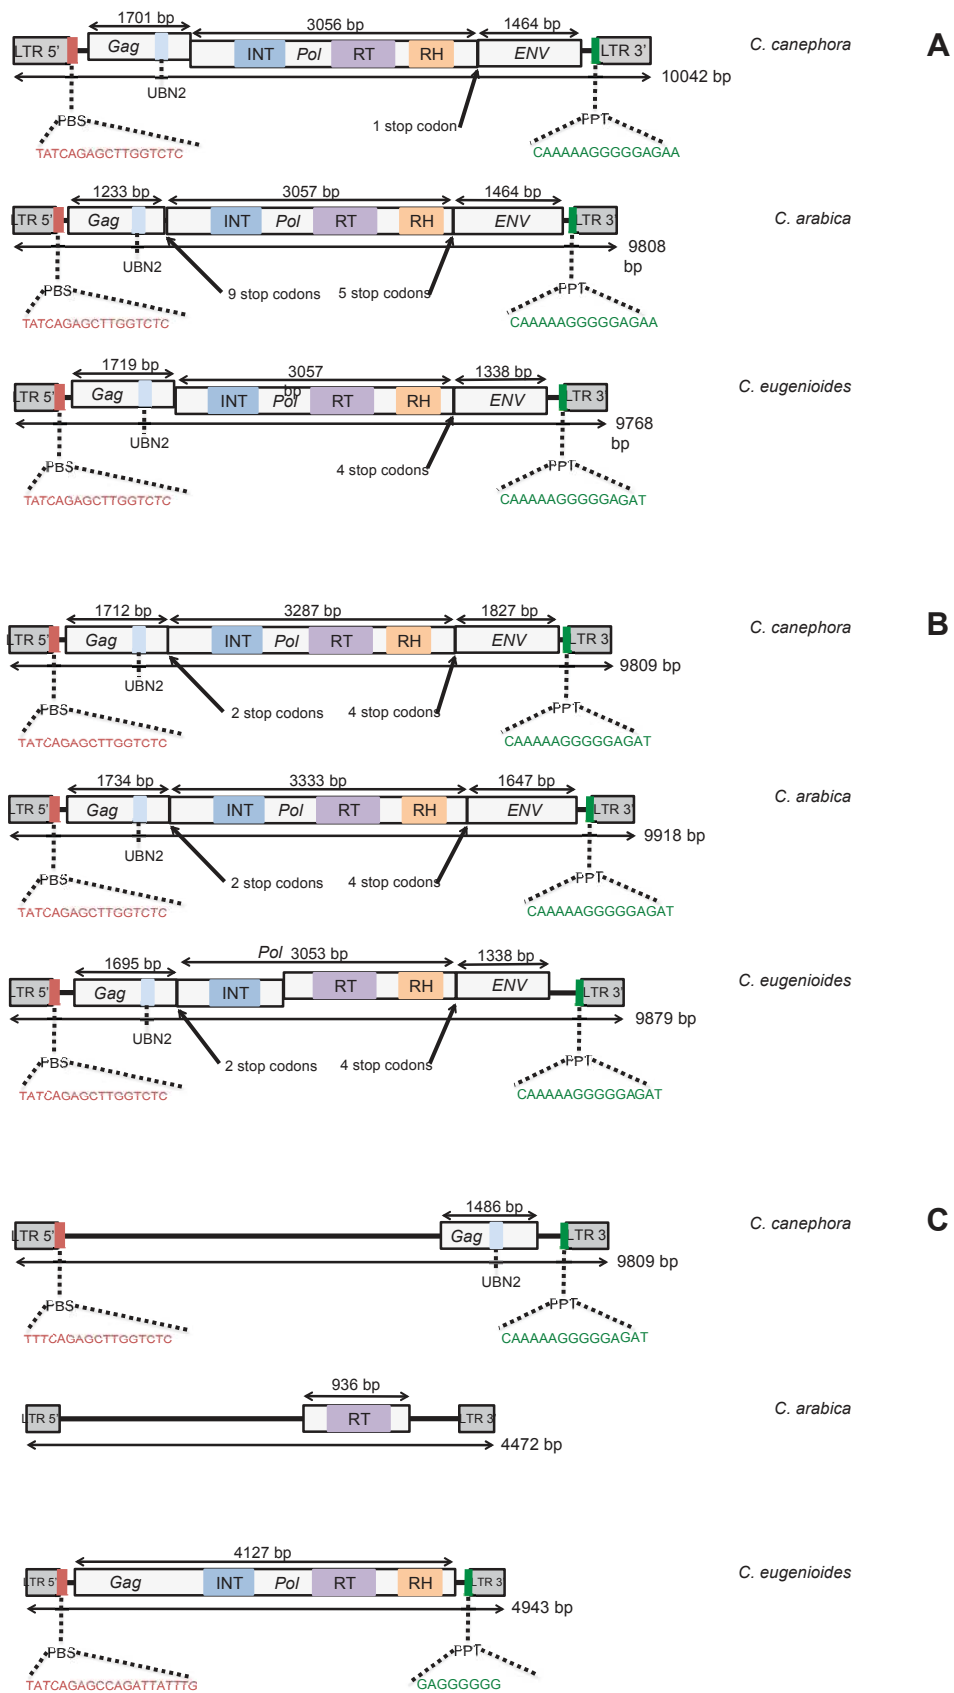 1701 bp 3056 bp 1464 bp
LTR 5' Gag INT Pol RT RH ENV LTR 3' C. canephora A
10042 bp
UBN2
PBS 1 stop codon PPT
TATCAGAGCTTGGTCTC CAAAAAGGGGGAGAA
1233 bp 3057 bp 1464 bp
LTR 5' Gag INT Pol RT RH ENV LTR 3' C. arabica
9808
bp
UBN2
PBS 9 stop codons 5 stop codons PPT
TATCAGAGCTTGGTCTC CAAAAAGGGGGAGAA
1719 bp 3057 bp 1338 bp
LTR 5' Gag INT Pol RT RH ENV LTR 3' C. eugenioides
9768
bp
UBN2
PBS 4 stop codons PPT
TATCAGAGCTTGGTCTC CAAAAAGGGGGAGAT
1712 bp 3287 bp 1827 bp
LTR 5' Gag INT Pol RT RH ENV LTR 3 C. canephora B
9809 bp
UBN2
PBS 2 stop codons 4 stop codons PPT
TATCAGAGCTTGGTCTC CAAAAAGGGGGAGAT
1734 bp 3333 bp 1647 bp
LTR 5' Gag INT Pol RT RH ENV LTR 3' C. arabica
9918 bp
UBN2
PBS 2 stop codons 4 stop codons PPT
TATCAGAGCTTGGTCTC CAAAAAGGGGGAGAT
1695 bp Pol 3053 bp 1338 bp
LTR 5' Gag INT RT RH ENV LTR 3' C. eugenioides
9879 bp
UBN2
PBS 2 stop codons 4 stop codons PPT
TATCAGAGCTTGGTCTC CAAAAAGGGGGAGAT
1486 bp
LTR 5' Gag LTR 3 C. canephora C
9809 bp
UBN2
PBS PPT
TTTCAGAGCTTGGTCTC CAAAAAGGGGGAGAT
936 bp
LTR 5' RT LTR 3' C. arabica
4472 bp
4127 bp
LTR 5' Gag INT Pol RT RH LTR 3 C. eugenioides
4943 bp
PBS PPT
TATCAGAGCCAGATTATTTG GAGGGGGG